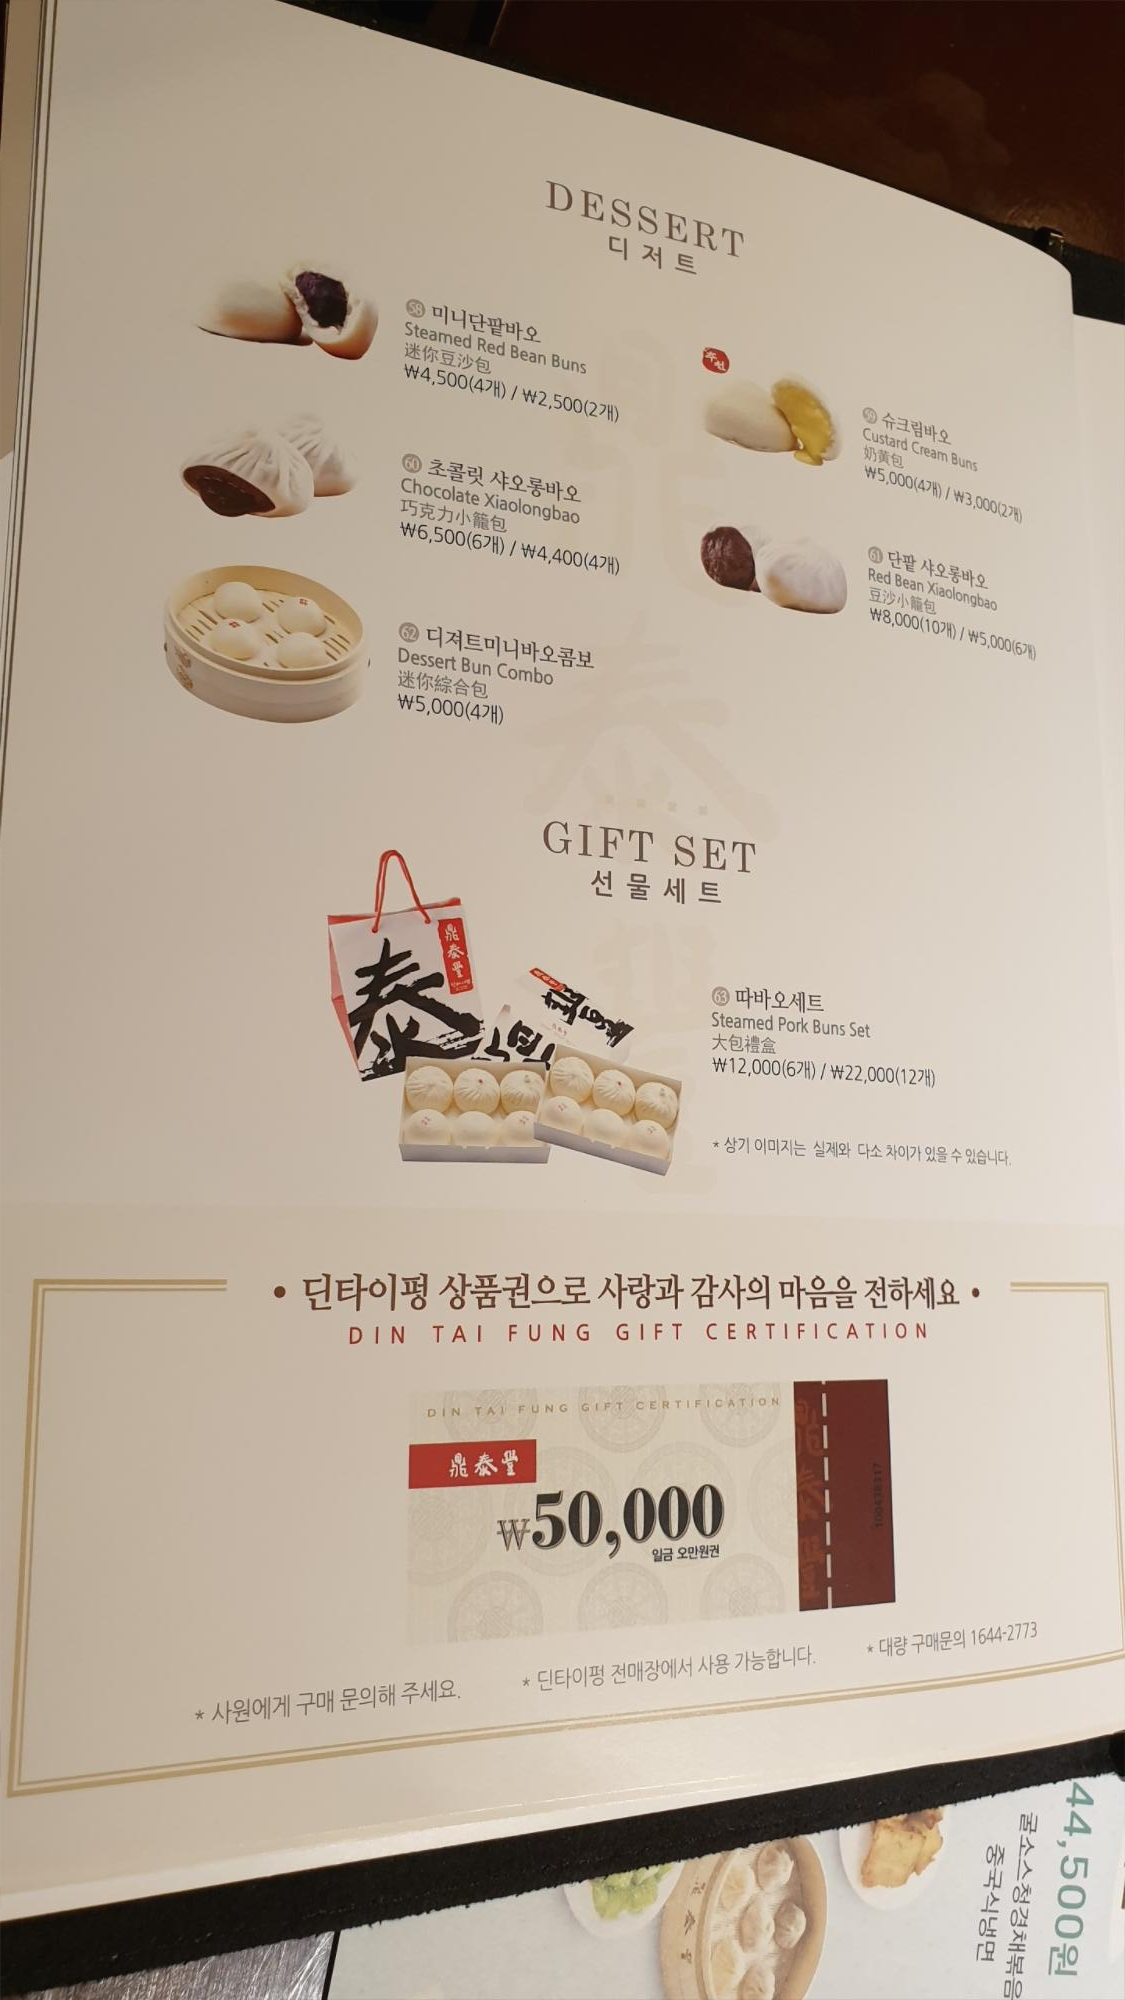 DESSERT
디저트
58 미니단팥바오
Steamed Red Bean Buns
迷你豆沙包
₩4,500(4개) / ₩2,500(2개)
추천
59 슈크림바오
Custard Cream Buns
奶黃包
₩5,000(4개) / ₩3,000(2개)
60 초콜릿 샤오롱바오
Chocolate Xiaolongbao
巧克力小籠包
₩6,500(6개) / ₩4,400(4개)
61 단팥 샤오롱바오
Red Bean Xiaolongbao
豆沙小籠包
₩8,000(10개) / ₩5,000(6개)
62 디져트미니바오콤보
Dessert Bun Combo
迷你綜合包
₩5,000(4개)
GIFT SET
선물세트
鼎泰豐
泰
63 따바오세트
Steamed Pork Buns Set
大包禮盒
₩12,000(6개) / ₩22,000(12개)
* 상기 이미지는 실제와 다소 차이가 있을 수 있습니다.
• 딘타이펑 상품권으로 사랑과 감사의 마음을 전하세요 •
DIN TAI FUNG GIFT CERTIFICATION
DIN TAI FUNG GIFT CERTIFICATION
鼎泰豐
₩50,000
일금 오만원권
* 사원에게 구매 문의해 주세요.
* 딘타이펑 전매장에서 사용 가능합니다.
* 대량 구매문의 1644-2773
44,500원
굴소스청경채볶음
중국식냉면